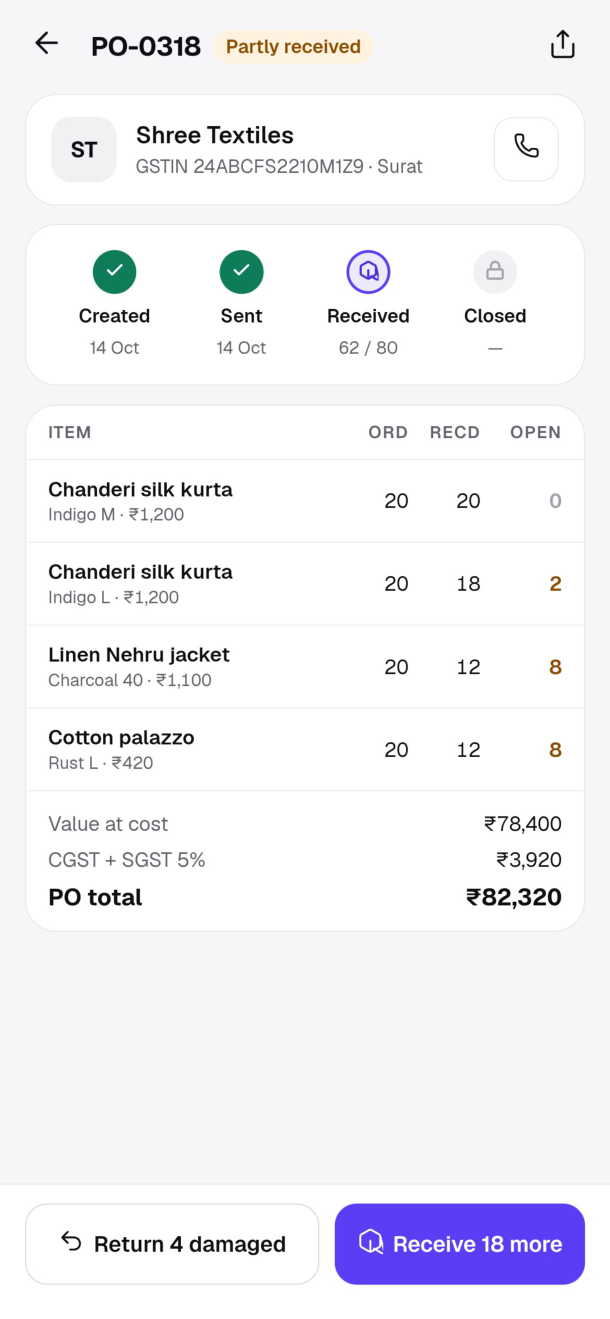 PO-0318 Partly received
ST
Shree Textiles
GSTIN 24ABCFS2210M1Z9 · Surat
Created Sent Received Closed
14 Oct 14 Oct 62 / 80 —
ITEM ORD RECD OPEN
Chanderi silk kurta
Indigo M · ₹1,200
20 20 0
Chanderi silk kurta
Indigo L · ₹1,200
20 18 2
Linen Nehru jacket
Charcoal 40 · ₹1,100
20 12 8
Cotton palazzo
Rust L · ₹420
20 12 8
Value at cost ₹78,400
CGST + SGST 5% ₹3,920
PO total ₹82,320
Return 4 damaged Receive 18 more